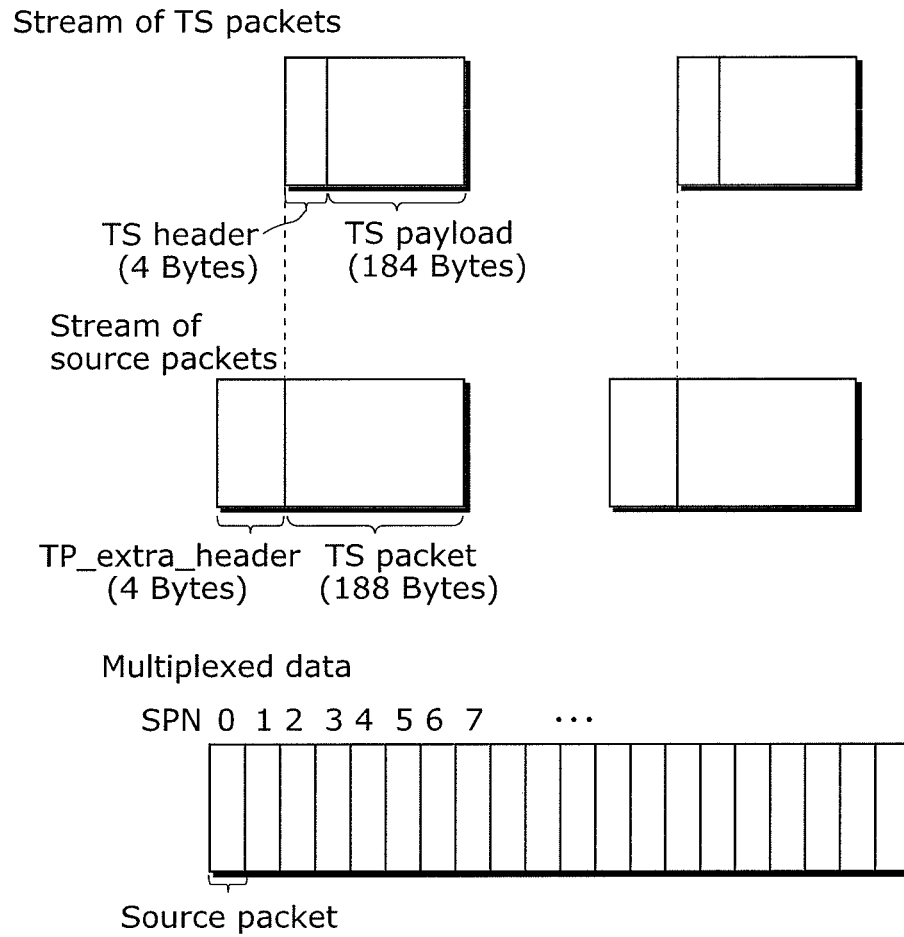 Stream of TS packets
TS header
(4 Bytes)
TS payload
(184 Bytes)
Stream of
source packets
TP_extra_header
(4 Bytes)
TS packet
(188 Bytes)
Multiplexed data
SPN 0 1 2 3 4 5 6 7 ···
Source packet